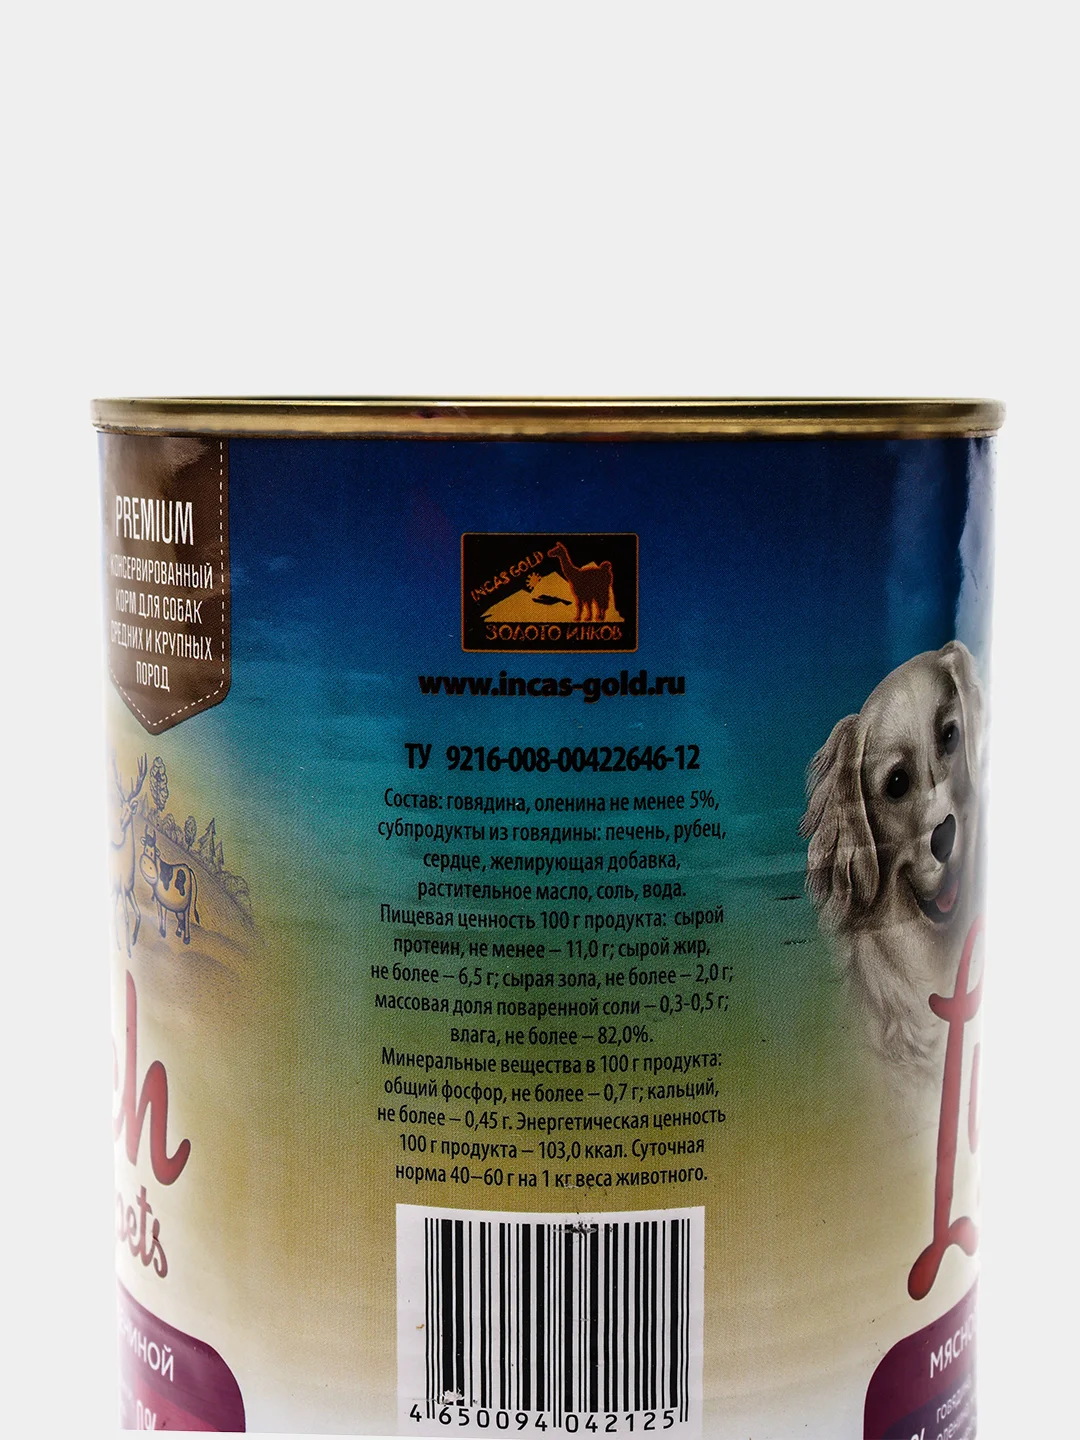 PREMIUM
КОНСЕРВИРОВАННЫЙ
КОРМ ДЛЯ СОБАК
СРЕДНИХ И КРУПНЫХ
ПОРОД
INCAS GOLD
ЗОЛОТО ИНКОВ
www.incas-gold.ru
ТУ 9216-008-00422646-12
Состав: говядина, оленина не менее 5%,
субпродукты из говядины: печень, рубец,
сердце, желирующая добавка,
растительное масло, соль, вода.
Пищевая ценность 100 г продукта: сырой
протеин, не менее – 11,0 г; сырой жир,
не более – 6,5 г; сырая зола, не более – 2,0 г;
массовая доля поваренной соли – 0,3-0,5 г;
влага, не более – 82,0%.
Минеральные вещества в 100 г продукта:
общий фосфор, не более – 0,7 г; кальций,
не более – 0,45 г. Энергетическая ценность
100 г продукта – 103,0 ккал. Суточная
норма 40–60 г на 1 кг веса животного.
4 650094 042125